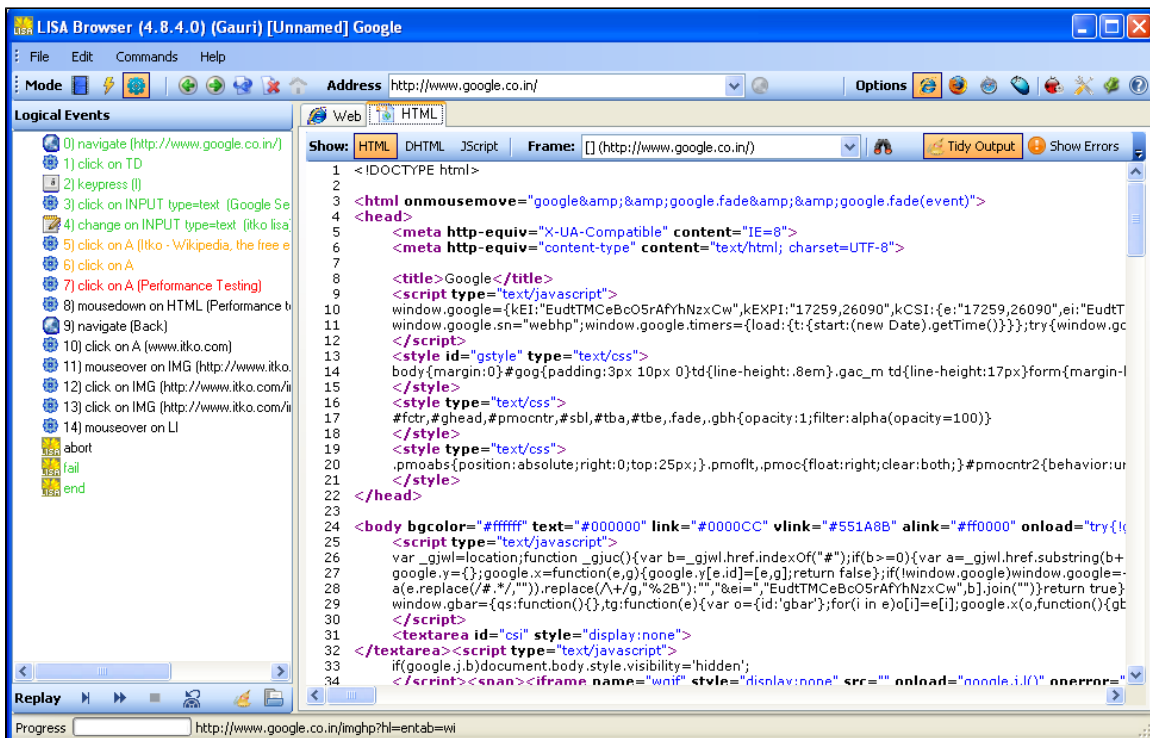 LISA Browser (4.8.4.0) (Gauri) [Unnamed] Google
File Edit Commands Help
Mode Address http://www.google.co.in/ Options
Logical Events
0) navigate (http://www.google.co.in/)
1) click on TD
2) keypress (I)
3) click on INPUT type=text (Google Se
4) change on INPUT type=text (itko lisa
5) click on A (Itko - Wikipedia, the free e
6) click on A
7) click on A (Performance Testing)
8) mousedown on HTML (Performance t
9) navigate (Back)
10) click on A (www.itko.com)
11) mouseover on IMG (http://www.itko.
12) click on IMG (http://www.itko.com/i
13) click on IMG (http://www.itko.com/i
14) mouseover on LI
abort
fail
end
Web HTML
Show: HTML DHTML JScript Frame: [] (http://www.google.co.in/) Tidy Output Show Errors
1 <!DOCTYPE html>
2
3 <html onmousemove="google&amp;&amp;google.fade&amp;&amp;google.fade(event)">
4 <head>
5 <meta http-equiv="X-UA-Compatible" content="IE=8">
6 <meta http-equiv="content-type" content="text/html; charset=UTF-8">
7
8 <title>Google</title>
9 <script type="text/javascript">
10 window.google={kEI:"EudtTMCeBcO5rAfYhNzxCw",kEXPI:"17259,26090",kCSI:{e:"17259,26090",ei:"EudtT
11 window.google.sn="webhp";window.google.timers={load:{t:{start:(new Date).getTime()}}};try{window.go
12 </script>
13 <style id="gstyle" type="text/css">
14 body{margin:0}#gog{padding:3px 10px 0}td{line-height:.8em}.gac_m td{line-height:17px}form{margin-
15 </style>
16 <style type="text/css">
17 #fctr,#ghead,#pmocntr,#sbl,#tba,#tbe,.fade,.gbh{opacity:1;filter:alpha(opacity=100)}
18 </style>
19 <style type="text/css">
20 .pmoabs{position:absolute;right:0;top:25px;}.pmoflt,.pmoc{float:right;clear:both;}#pmocntr2{behavior:u
21 </style>
22 </head>
23
24 <body bgcolor="#ffffff" text="#000000" link="#0000CC" vlink="#551A8B" alink="#ff0000" onload="try{!g
25 <script type="text/javascript">
26 var _gjwl=location;function _gjuc(){var b=_gjwl.href.indexOf("#");if(b>=0){var a=_gjwl.href.substring(b+
27 google.y={};google.x=function(e,g){google.y[e.id]=[e,g];return false};if(!window.google)window.google=
28 a(e.replace(/#.*/,"")).replace(/\+/g,"%2B"):"","&ei=","EudtTMCeBcO5rAfYhNzxCw",b].join("")}return true}
29 window.gbar={qs:function(){},tg:function(e){var o={id:'gbar'};for(i in e)o[i]=e[i];google.x(o,function(){gb
30 </script>
31 <textarea id="csi" style="display:none">
32 </textarea><script type="text/javascript">
33 if(google.j.b)document.body.style.visibility='hidden';
34 </script><span><iframe name="wgjf" style="display:none" src="" onload="google.j.l()" onerror="
Replay
Progress http://www.google.co.in/imghp?hl=entab=wi